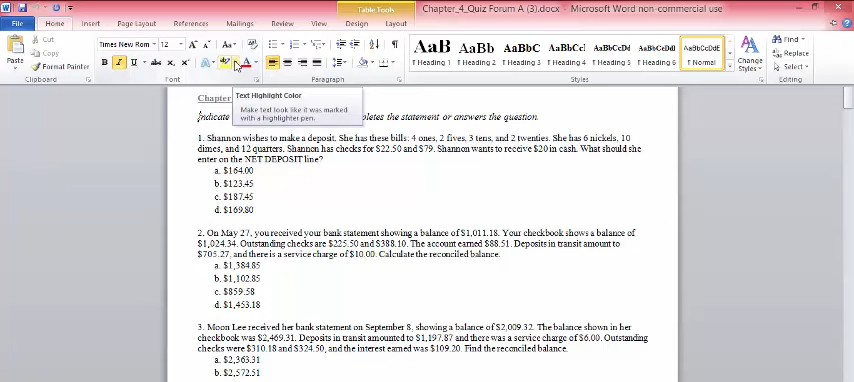 Table Tools
Chapter_4_Quiz Forum A (3).docx - Microsoft Word non-commercial use
File Home Insert Page Layout References Mailings Review View Design Layout
Cut
Copy
Format Painter
Paste
Clipboard
Times New Rom 12
Font
Paragraph
AaB AaBb AaBbC AaBbCcl AaBbCcDd AaBbCcDd AaBbCcDdE
¶ Heading 1 ¶ Heading 2 ¶ Heading 3 ¶ Heading 4 ¶ Heading 5 ¶ Heading 6 ¶ Normal
Styles
Change Styles
Find
Replace
Select
Editing
Text Highlight Color
Make text look like it was marked
with a highlighter pen.
Chapter
Indicate
pletes the statement or answers the question.
1. Shannon wishes to make a deposit. She has these bills: 4 ones, 2 fives, 3 tens, and 2 twenties. She has 6 nickels, 10
dimes, and 12 quarters. Shannon has checks for $22.50 and $79. Shannon wants to receive $20 in cash. What should she
enter on the NET DEPOSIT line?
a. $164.00
b. $123.45
c. $187.45
d. $169.80
2. On May 27, you received your bank statement showing a balance of $1,011.18. Your checkbook shows a balance of
$1,024.34. Outstanding checks are $225.50 and $388.10. The account earned $88.51. Deposits in transit amount to
$705.27, and there is a service charge of $10.00. Calculate the reconciled balance.
a. $1,384.85
b. $1,102.85
c. $859.58
d. $1,453.18
3. Moon Lee received her bank statement on September 8, showing a balance of $2,009.32. The balance shown in her
checkbook was $2,469.31. Deposits in transit amounted to $1,197.87 and there was a service charge of $6.00. Outstanding
checks were $310.18 and $324.50, and the interest earned was $109.20. Find the reconciled balance.
a. $2,363.31
b. $2,572.51